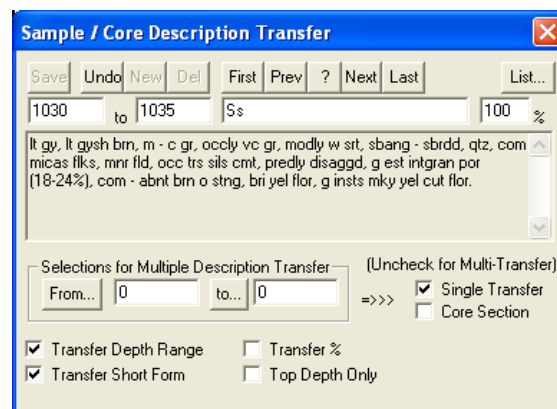 Sample / Core Description Transfer
Save Undo New Del First Prev ? Next Last List...
1030 to 1035 Ss 100 %
lt gy, lt gysh brn, m - c gr, occly vc gr, modly w srt, sbang - sbrdd, qtz, com
micas flks, mnr fld, occ trs sils cmt, predly disaggd, g est intgran por
(18-24%), com - abnt brn o stng, bri yel flor, g insts mky yel cut flor.
Selections for Multiple Description Transfer (Uncheck for Multi-Transfer)
From... 0 to... 0 =>>> Single Transfer
Core Section
Transfer Depth Range Transfer %
Transfer Short Form Top Depth Only